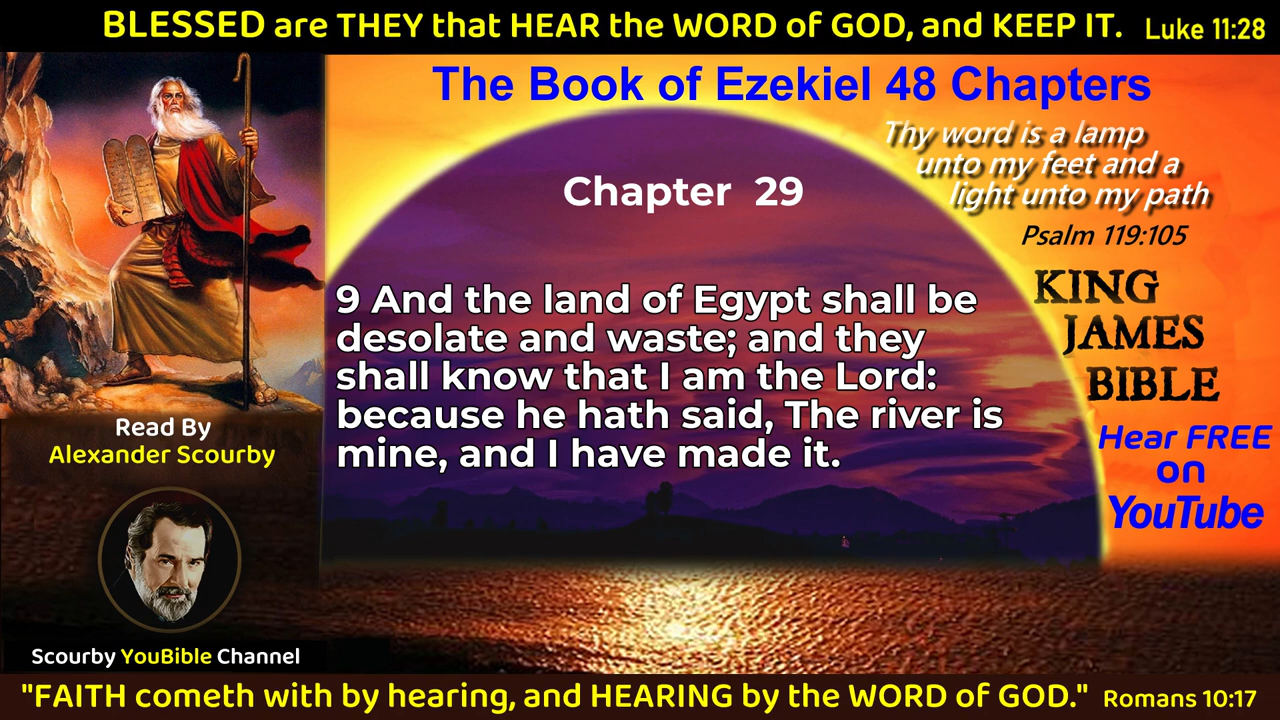 BLESSED are THEY that HEAR the WORD of GOD, and KEEP IT. Luke 11:28
The Book of Ezekiel 48 Chapters
Thy word is a lamp
unto my feet and a
light unto my path
Psalm 119:105
Chapter 29
9 And the land of Egypt shall be
desolate and waste; and they
shall know that I am the Lord:
because he hath said, The river is
mine, and I have made it.
KING
JAMES
BIBLE
Hear FREE
on
YouTube
Read By
Alexander Scourby
Scourby YouBible Channel
"FAITH cometh with by hearing, and HEARING by the WORD of GOD." Romans 10:17